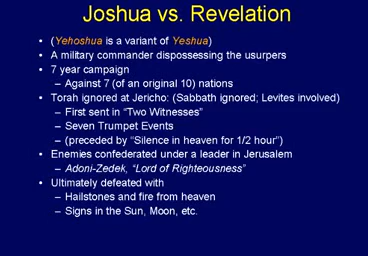 Joshua vs. Revelation
• (Yehoshua is a variant of Yeshua)
• A military commander dispossessing the usurpers
• 7 year campaign
– Against 7 (of an original 10) nations
• Torah ignored at Jericho: (Sabbath ignored; Levites involved)
– First sent in “Two Witnesses”
– Seven Trumpet Events
– (preceded by “Silence in heaven for 1/2 hour”)
• Enemies confederated under a leader in Jerusalem
– Adoni-Zedek, “Lord of Righteousness”
• Ultimately defeated with
– Hailstones and fire from heaven
– Signs in the Sun, Moon, etc.